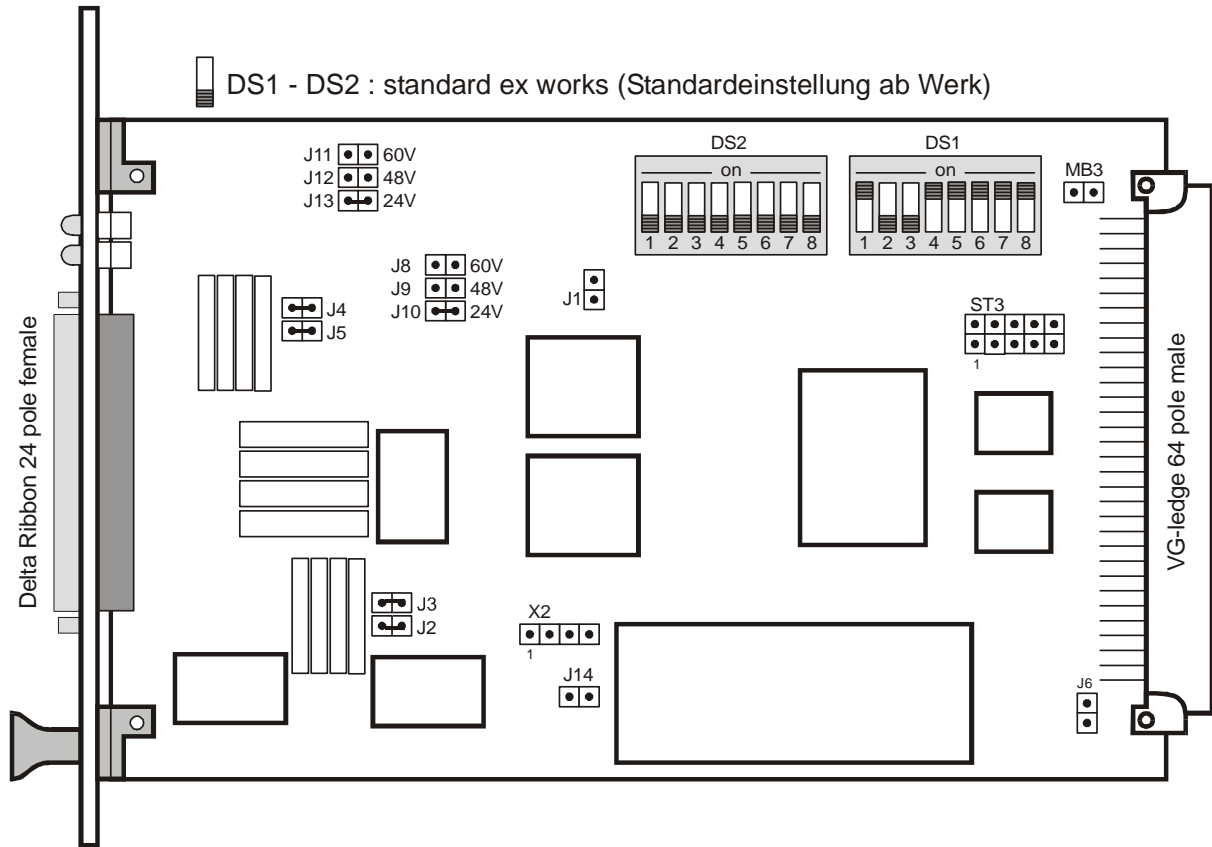 DS1 - DS2 : standard ex works (Standardeinstellung ab Werk)
DS2
DS1
on
on
1 2 3 4 5 6 7 8
1 2 3 4 5 6 7 8
MB3
J11 60V
J12 48V
J13 24V
J8 60V
J9 48V
J10 24V
J1
J4
J5
ST3
1
Delta Ribbon 24 pole female
VG-ledge 64 pole male
J3
J2
X2
1
J14
J6